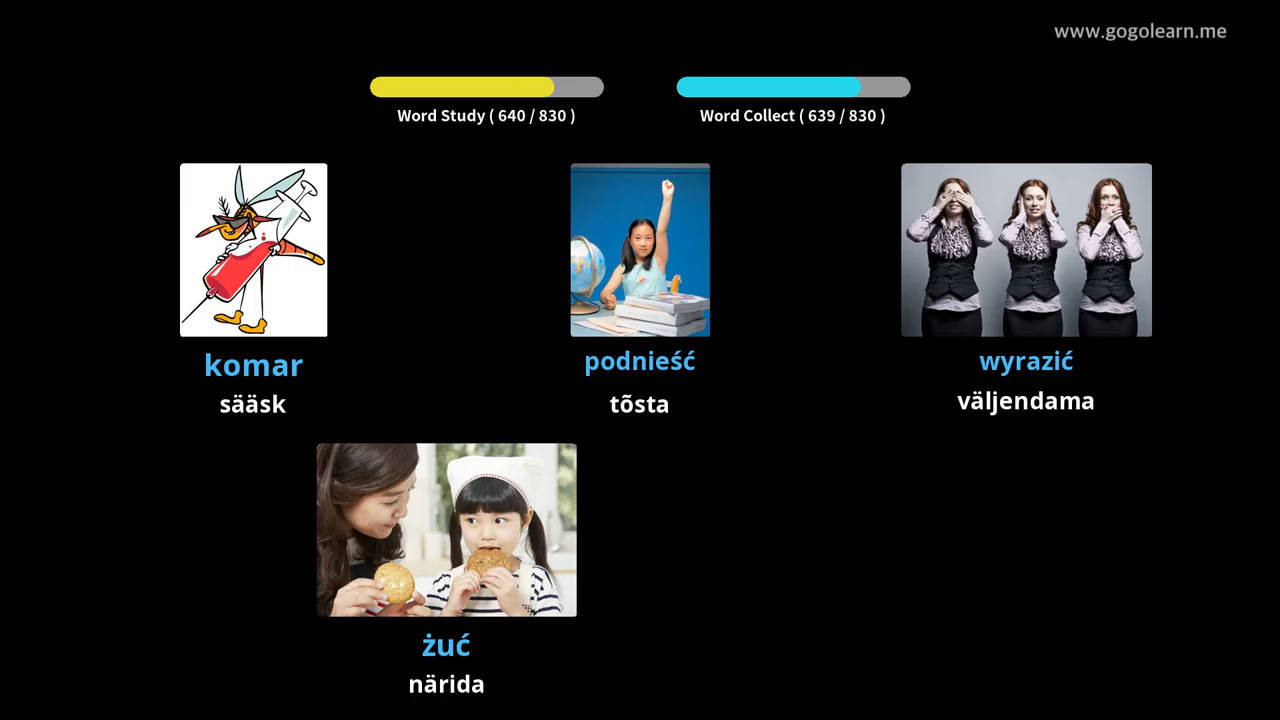 www.gogolearn.me
Word Study ( 640 / 830 )
Word Collect ( 639 / 830 )
komar
sääsk
podnieść
tõsta
wyrazić
väljendama
żuć
närida